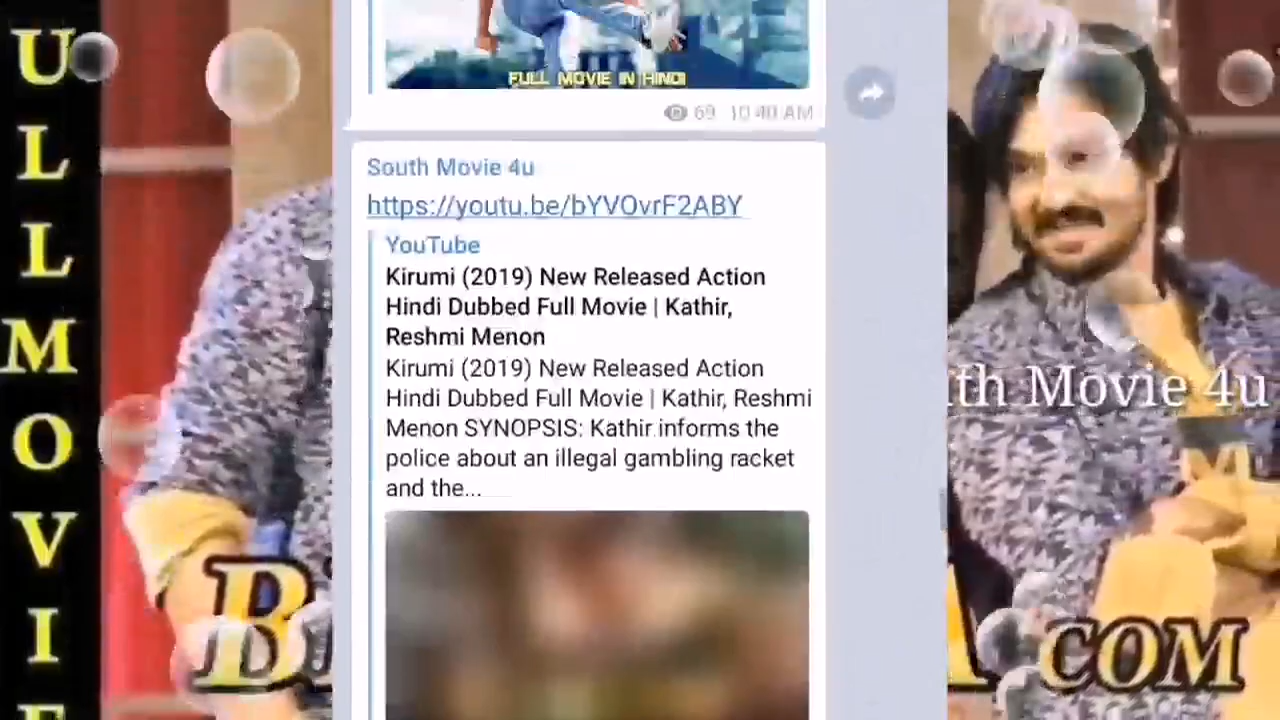 ULLMOVIE
FULL MOVIE IN HINDI
69 10:40 AM
South Movie 4u
https://youtu.be/bYVOvrF2ABY
YouTube
Kirumi (2019) New Released Action
Hindi Dubbed Full Movie | Kathir,
Reshmi Menon
Kirumi (2019) New Released Action
Hindi Dubbed Full Movie | Kathir, Reshmi
Menon SYNOPSIS: Kathir informs the
police about an illegal gambling racket
and the...
th Movie 4u
COM